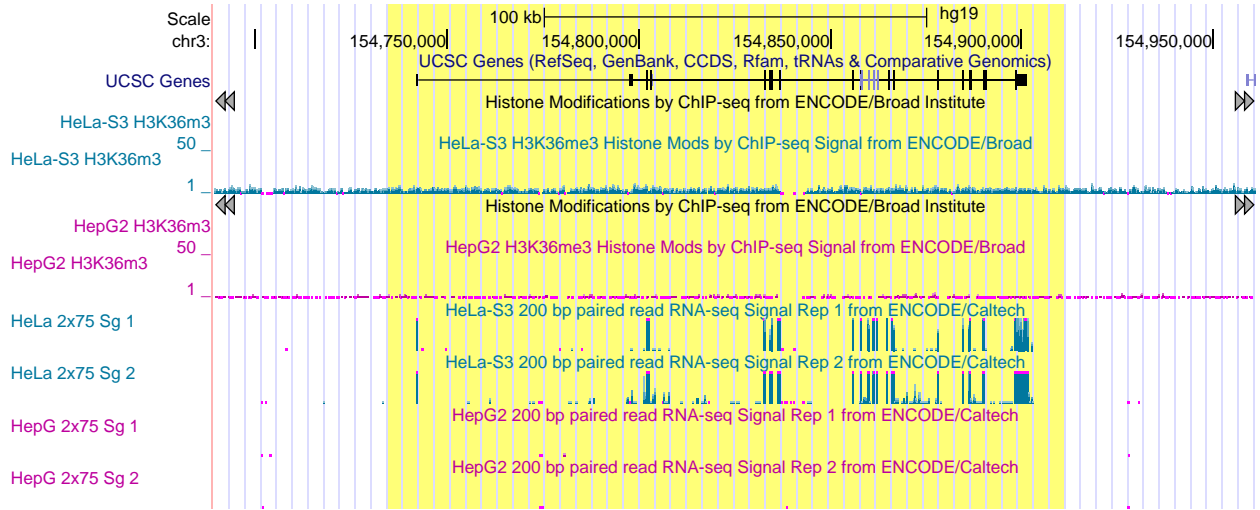 Scale 100 kb hg19
chr3: 154,750,000 154,800,000 154,850,000 154,900,000 154,950,000
UCSC Genes (RefSeq, GenBank, CCDS, Rfam, tRNAs & Comparative Genomics)
UCSC Genes
Histone Modifications by ChIP-seq from ENCODE/Broad Institute
HeLa-S3 H3K36m3
50 _ HeLa-S3 H3K36me3 Histone Mods by ChIP-seq Signal from ENCODE/Broad
HeLa-S3 H3K36m3
1 _
Histone Modifications by ChIP-seq from ENCODE/Broad Institute
HepG2 H3K36m3
50 _ HepG2 H3K36me3 Histone Mods by ChIP-seq Signal from ENCODE/Broad
HepG2 H3K36m3
1 _
HeLa-S3 200 bp paired read RNA-seq Signal Rep 1 from ENCODE/Caltech
HeLa 2x75 Sg 1
HeLa-S3 200 bp paired read RNA-seq Signal Rep 2 from ENCODE/Caltech
HeLa 2x75 Sg 2
HepG2 200 bp paired read RNA-seq Signal Rep 1 from ENCODE/Caltech
HepG 2x75 Sg 1
HepG2 200 bp paired read RNA-seq Signal Rep 2 from ENCODE/Caltech
HepG 2x75 Sg 2